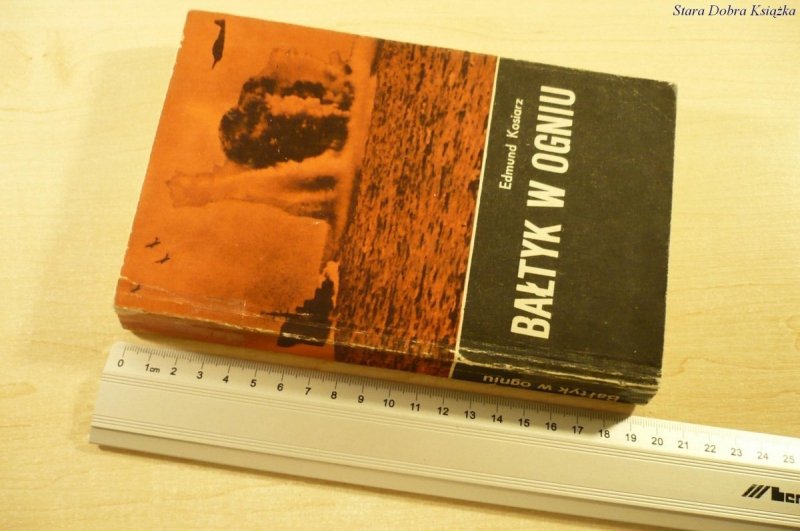 Stara Dobra Książka
Edmund Kosiarz
BAŁTYK W OGNIU
Bałtyk w ogniu
0 1cm 2 3 4 5 6 7 8 9 10 11 12 13 14 15 16 17 18 19 20 21 22 23 24 25